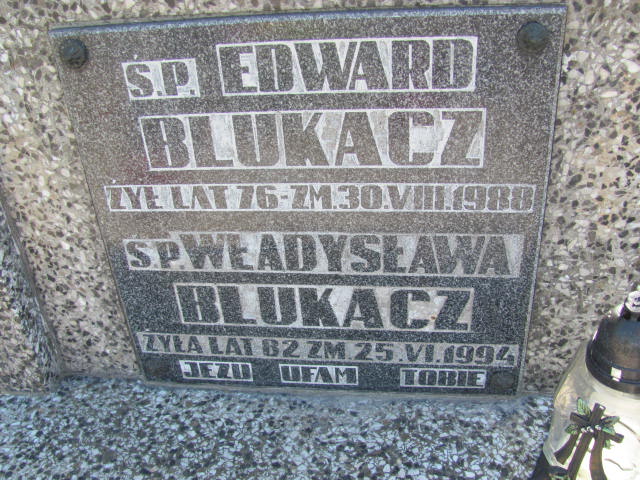 Ś.P. EDWARD
BLUKACZ
ŻYŁ LAT 76-ZM.30.VIII.1988
Ś.P. WŁADYSŁAWA
BLUKACZ
ŻYŁA LAT 82 ZM 25.VI.1994
JEZU UFAM TOBIE